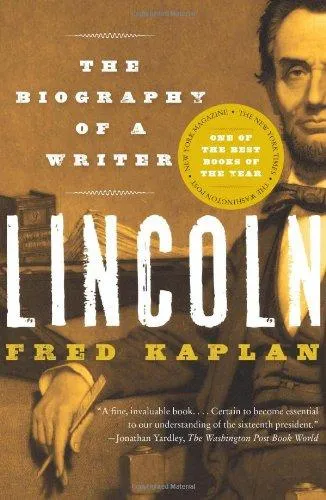 THE
BIOGRAPHY
OF A
WRITER
NEW YORK MAGAZINE • THE NEW YORK TIMES • THE WASHINGTON POST •
ONE OF
THE BEST
BOOKS OF
THE YEAR
LINCOLN
FRED KAPLAN
“A fine, invaluable book. . . . Certain to become essential
to our understanding of the sixteenth president.”
—Jonathan Yardley, The Washington Post Book World